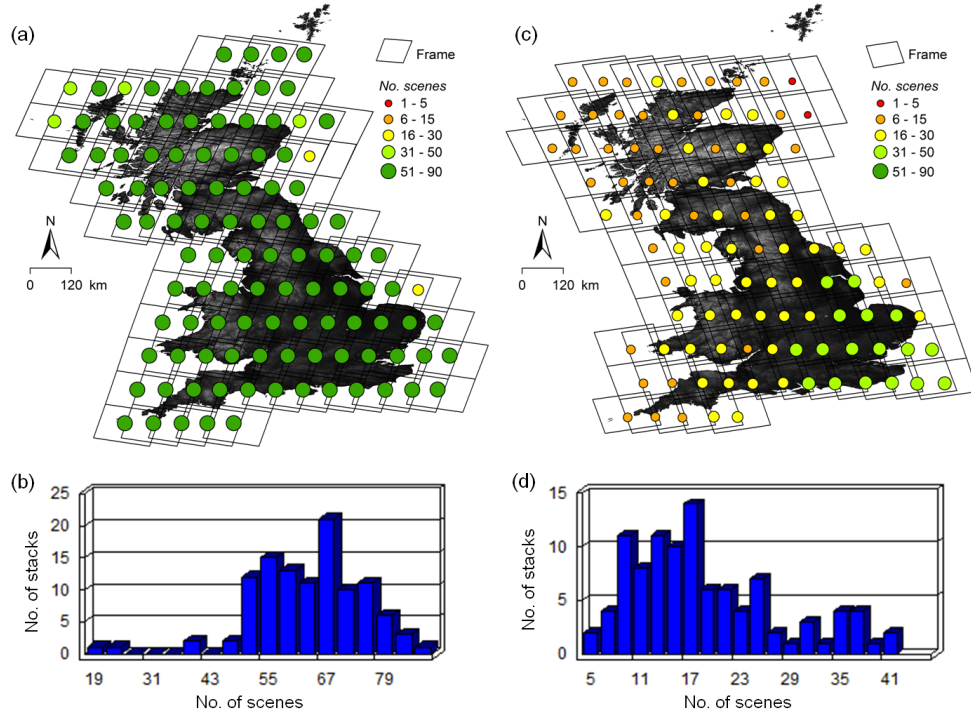 (a)
Frame
No. scenes
1 - 5
6 - 15
16 - 30
31 - 50
51 - 90
N
0 120 km
(c)
Frame
No. scenes
1 - 5
6 - 15
16 - 30
31 - 50
51 - 90
N
0 120 km
(b)
25
20
15
10
5
0
No. of stacks
19 31 43 55 67 79
No. of scenes
(d)
15
10
5
0
No. of stacks
5 11 17 23 29 35 41
No. of scenes